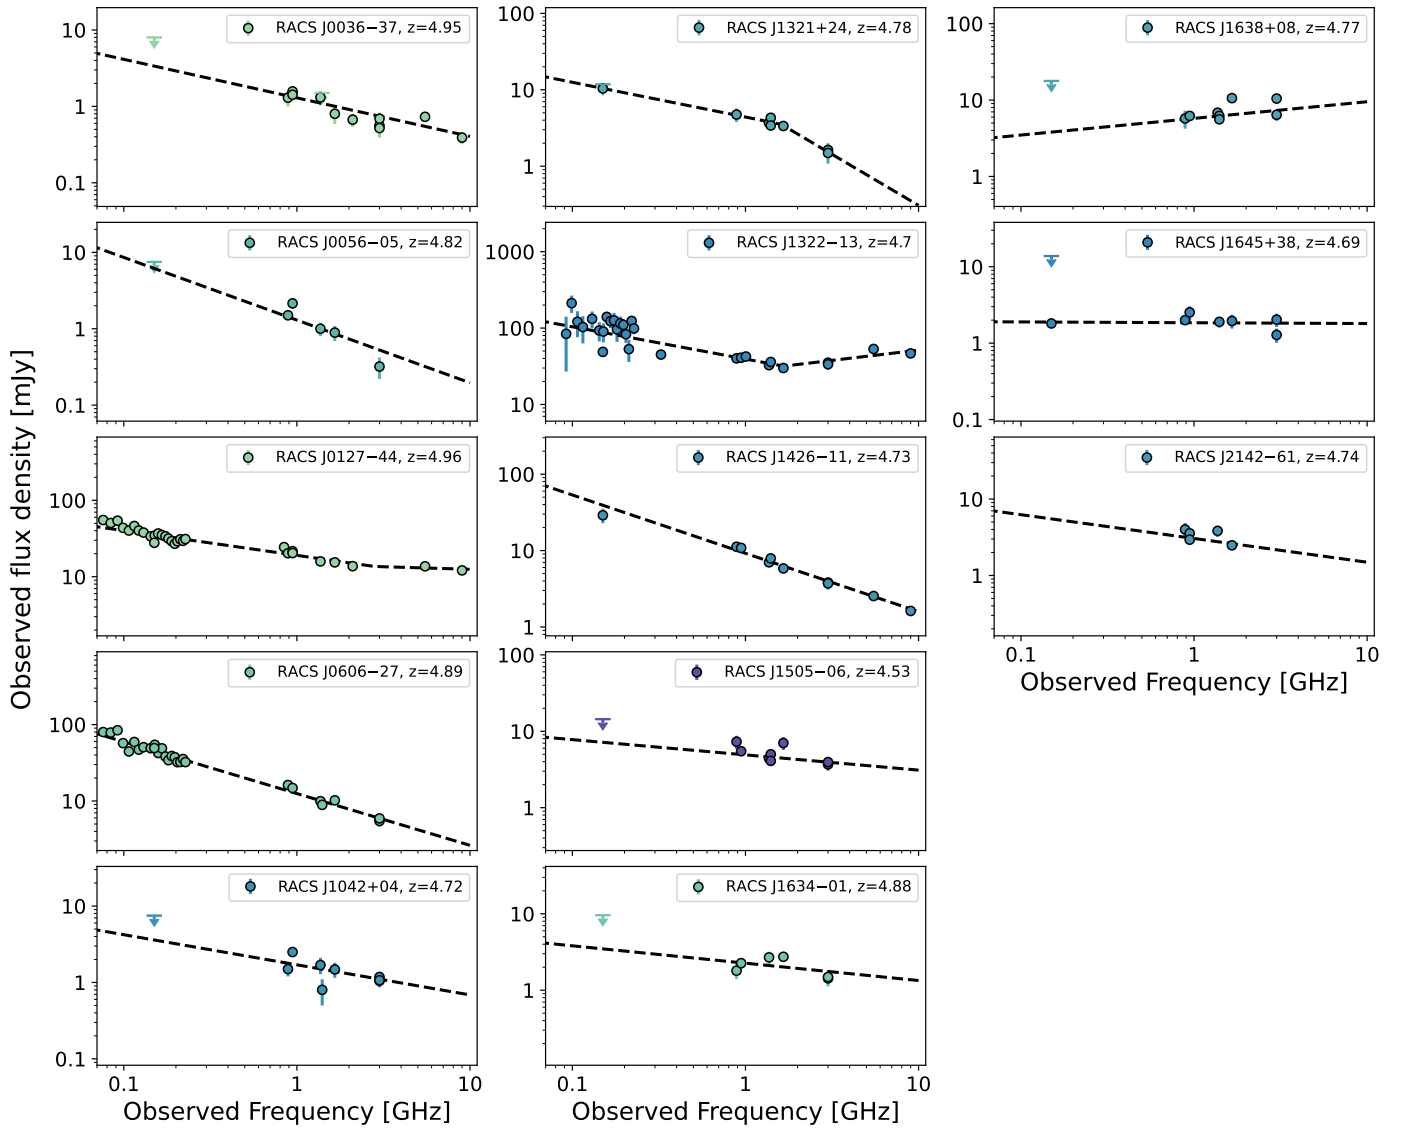 Observed flux density [mJy]
RACS J0036−37, z=4.95
10
1
0.1
RACS J1321+24, z=4.78
100
10
1
RACS J1638+08, z=4.77
100
10
1
RACS J0056−05, z=4.82
10
1
0.1
RACS J1322−13, z=4.7
1000
100
10
RACS J1645+38, z=4.69
10
1
0.1
RACS J0127−44, z=4.96
100
10
RACS J1426−11, z=4.73
100
10
1
RACS J2142−61, z=4.74
10
1
0.1 1 10
Observed Frequency [GHz]
RACS J0606−27, z=4.89
100
10
RACS J1505−06, z=4.53
100
10
1
RACS J1042+04, z=4.72
10
1
0.1
0.1 1 10
Observed Frequency [GHz]
RACS J1634−01, z=4.88
10
1
0.1 1 10
Observed Frequency [GHz]